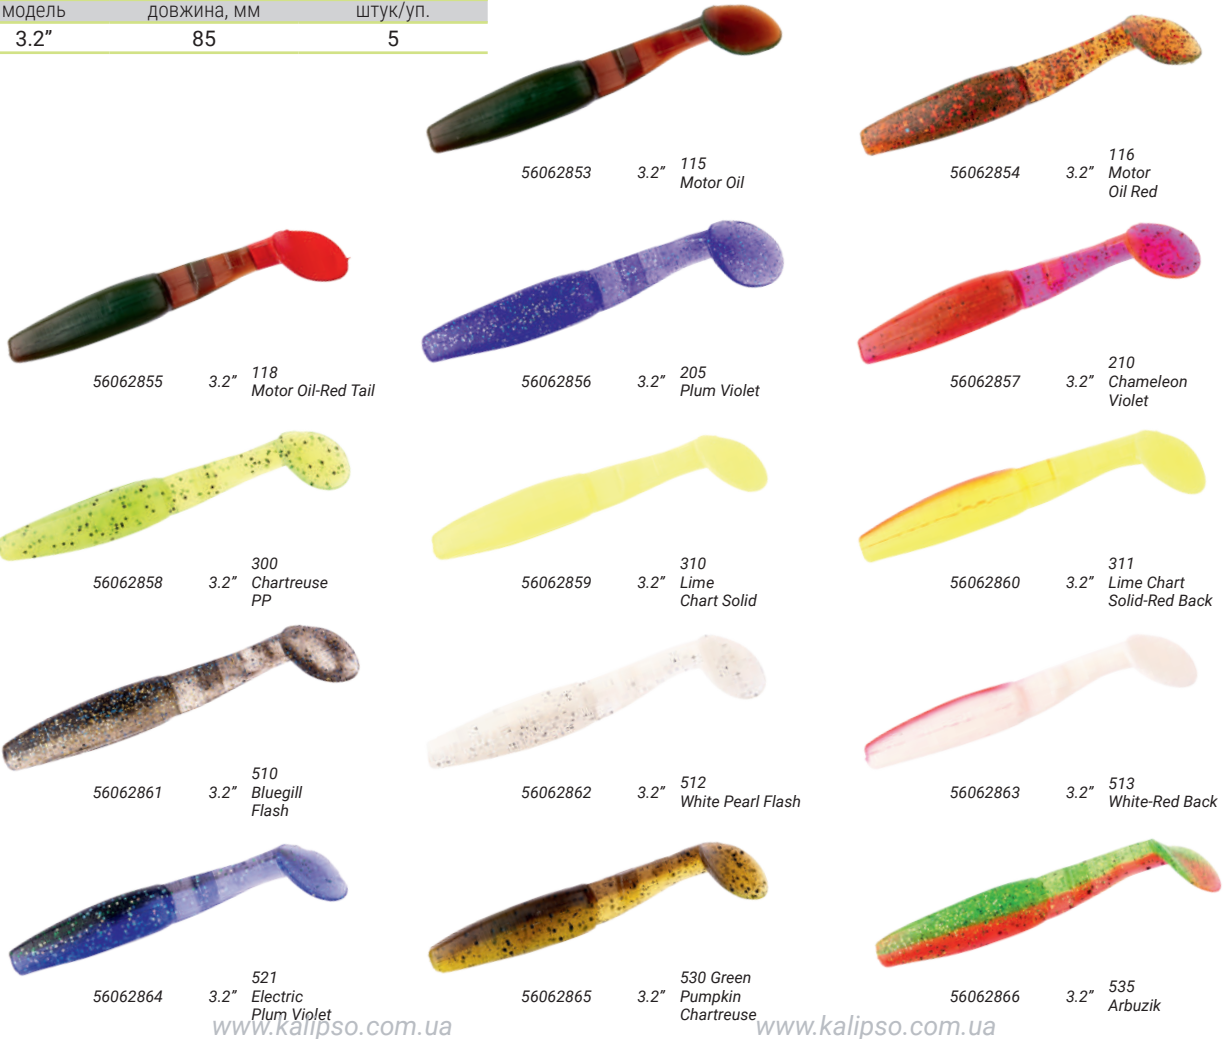 модель довжина, мм штук/уп.
3.2” 85 5
56062853 3.2” 115
Motor Oil
56062854 3.2” 116
Motor
Oil Red
56062855 3.2” 118
Motor Oil-Red Tail
56062856 3.2” 205
Plum Violet
56062857 3.2” 210
Chameleon
Violet
56062858 3.2” 300
Chartreuse
PP
56062859 3.2” 310
Lime
Chart Solid
56062860 3.2” 311
Lime Chart
Solid-Red Back
56062861 3.2” 510
Bluegill
Flash
56062862 3.2” 512
White Pearl Flash
56062863 3.2” 513
White-Red Back
56062864 3.2” 521
Electric
Plum Violet
56062865 3.2” 530 Green
Pumpkin
Chartreuse
56062866 3.2” 535
Arbuzik
www.kalipso.com.ua www.kalipso.com.ua